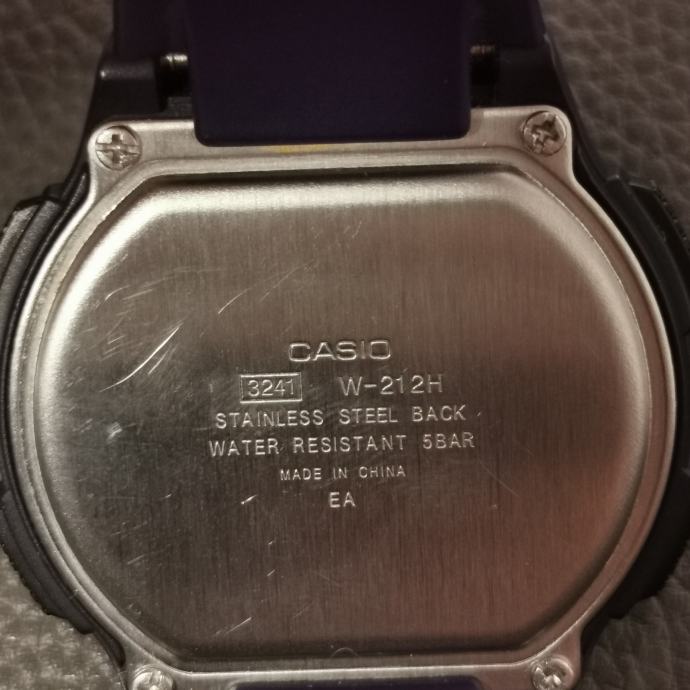 CASIO
3241 W-212H
STAINLESS STEEL BACK
WATER RESISTANT 5BAR
MADE IN CHINA
EA